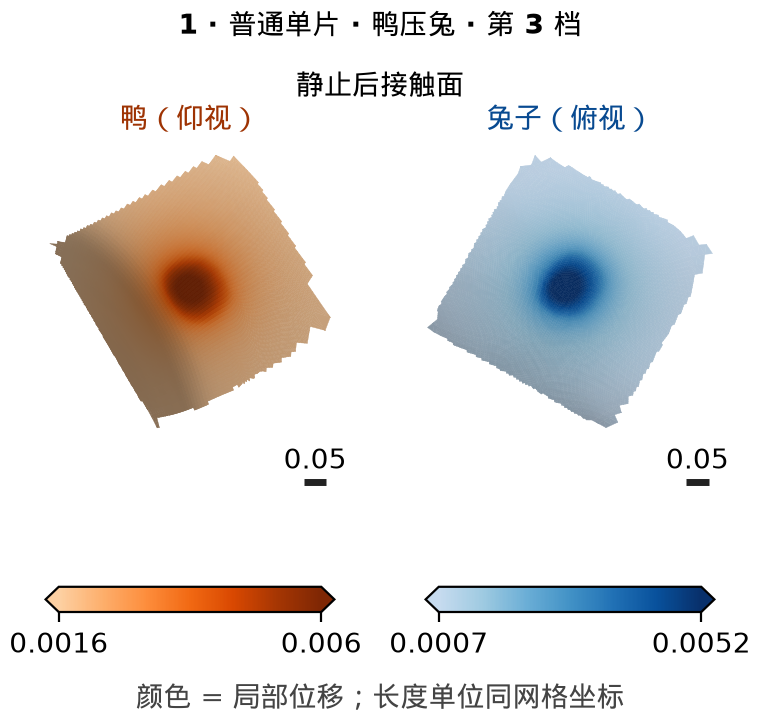 1 · 普通单片 · 鸭压兔 · 第 3 档
静止后接触面
鸭（仰视）
兔子（俯视）
0.05
0.05
0.0016
0.006
0.0007
0.0052
颜色 = 局部位移；长度单位同网格坐标